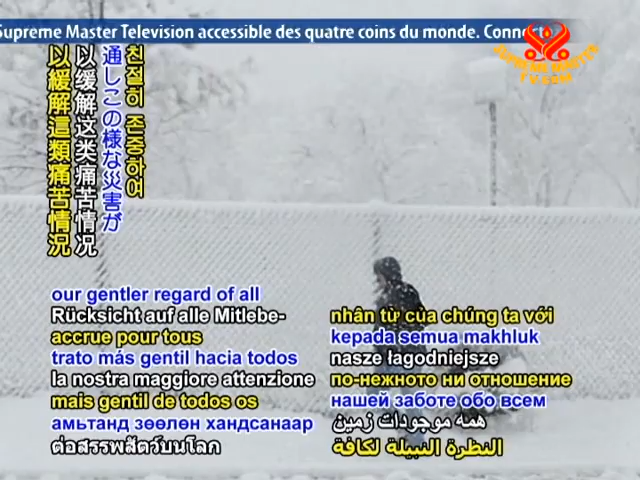 Supreme Master Television accessible des quatre coins du monde.
SUPREME MASTER
TV.COM
친절히 존중하여
通しこの様な災害が
以缓解这类痛苦情况
以緩解這類痛苦情況
our gentler regard of all
Rücksicht auf alle Mitlebe-
accrue pour tous
trato más gentil hacia todos
la nostra maggiore attenzione
mais gentil de todos os
амьтанд зөөлөн хандсанаар
ต่อสรรพสัตว์บนโลก
nhân từ của chúng ta với
kepada semua makhluk
nasze łagodniejsze
по-нежното ни отношение
нашей заботе обо всем
همه موجودات زمین
النظرة النبيلة لكافة